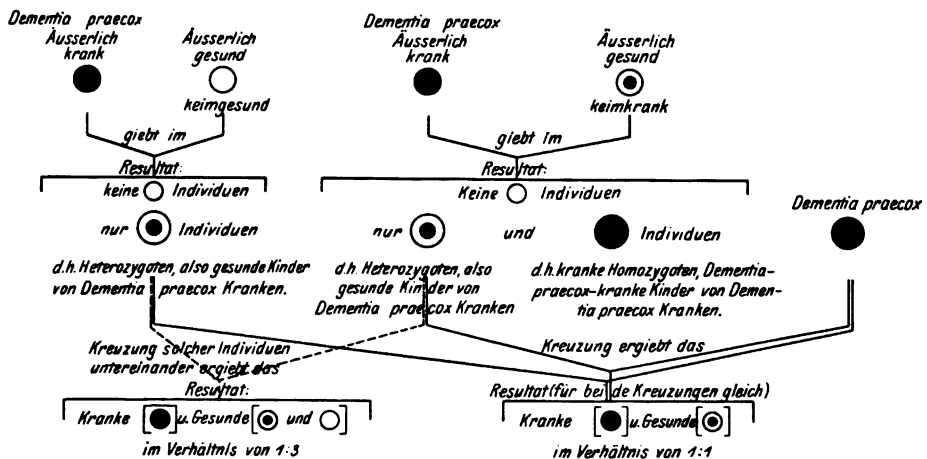 Dementia praecox
Äusserlich
krank
Äusserlich
gesund
keimgesund
giebt im
Resultat:
keine Individuen
nur Individuen
d.h. Heterozygoten, also gesunde Kinder
von Dementia praecox Kranken.
Dementia praecox
Äusserlich
krank
Äusserlich
gesund
keimkrank
giebt im
Resultat:
Keine Individuen
nur und Individuen
d.h. Heterozygoten, also
gesunde Kinder von
Dementia praecox Kranken
d.h. kranke Homozygoten, Dementia-
praecox-kranke Kinder von Demen-
tia praecox Kranken.
Dementia praecox
Kreuzung solcher Individuen
untereinander ergiebt das
Resultat:
Kranke [ ] u. Gesunde [ und ]
im Verhältnis von 1:3
Kreuzung ergiebt das
Resultat (für beide Kreuzungen gleich)
Kranke [ ] u. Gesunde [ ]
im Verhältnis von 1:1